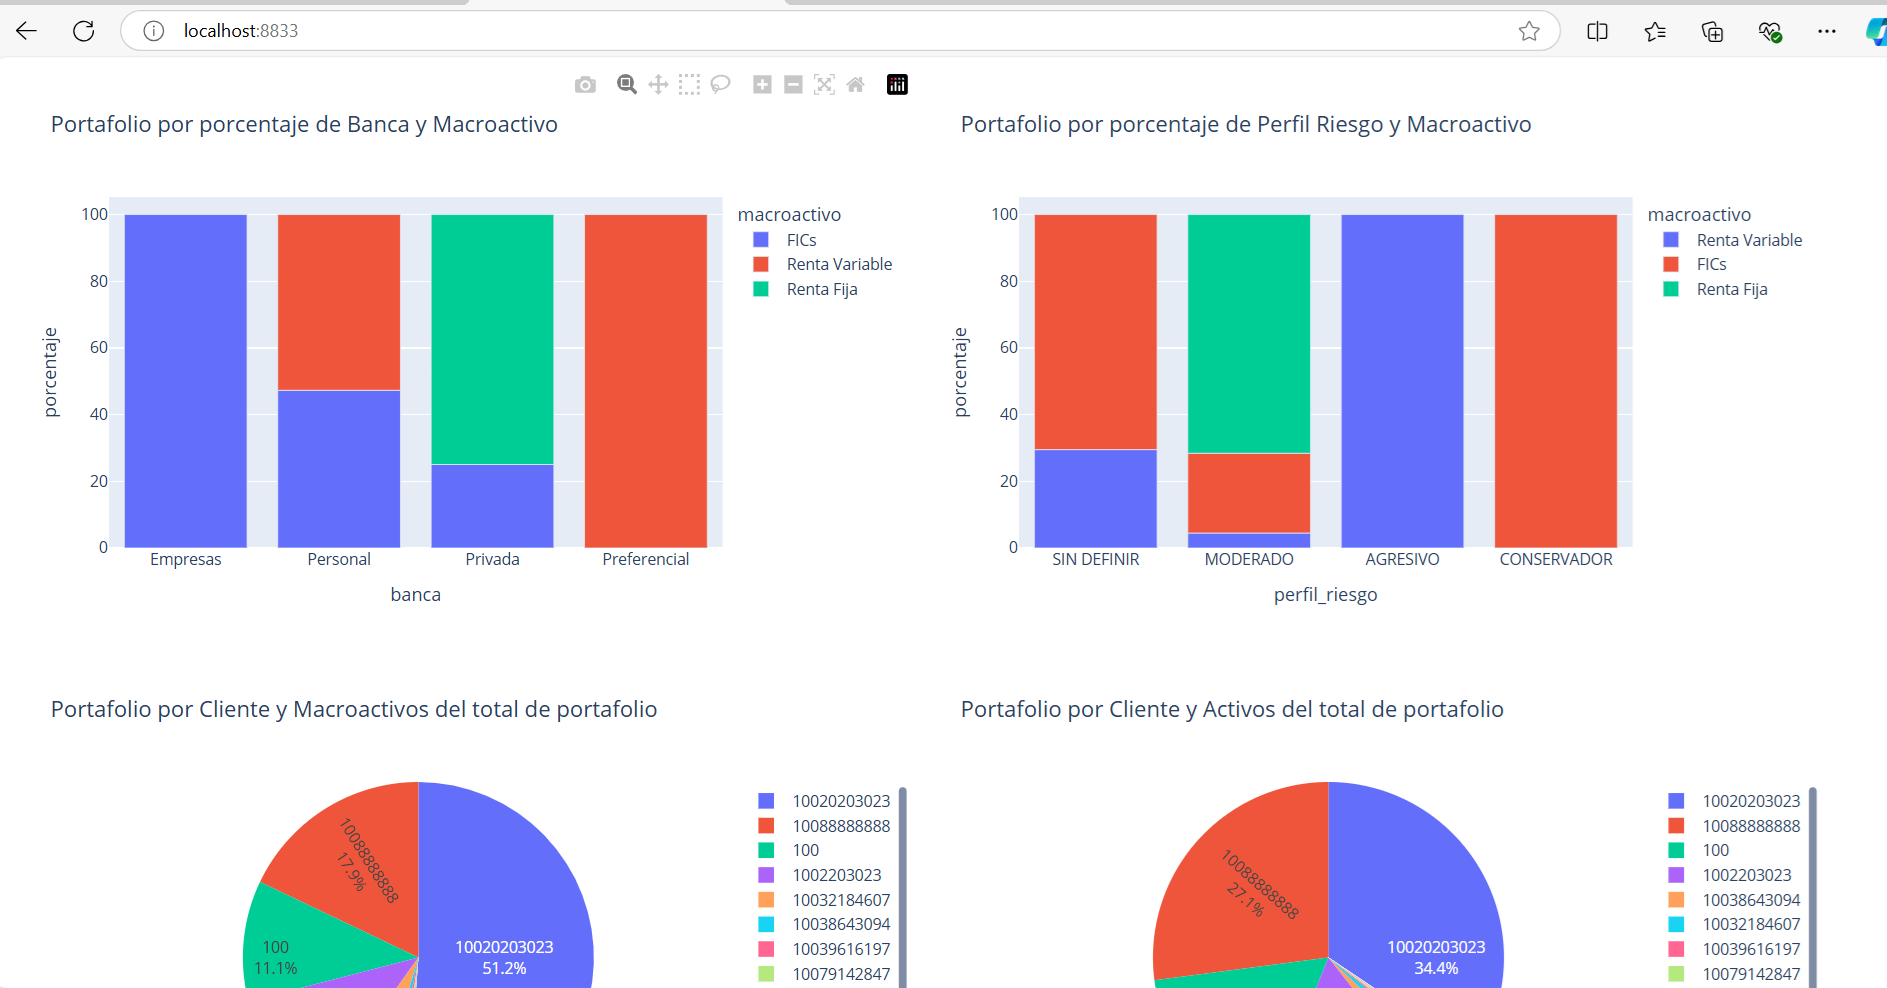 localhost:8833
Portafolio por porcentaje de Banca y Macroactivo
100
80
60
40
20
0
porcentaje
Empresas
Personal
Privada
Preferencial
banca
macroactivo
FICs
Renta Variable
Renta Fija
Portafolio por porcentaje de Perfil Riesgo y Macroactivo
100
80
60
40
20
0
porcentaje
SIN DEFINIR
MODERADO
AGRESIVO
CONSERVADOR
perfil_riesgo
macroactivo
Renta Variable
FICs
Renta Fija
Portafolio por Cliente y Macroactivos del total de portafolio
10088888888
17.9%
100
11.1%
10020203023
51.2%
10020203023
10088888888
100
1002203023
10032184607
10038643094
10039616197
10079142847
Portafolio por Cliente y Activos del total de portafolio
10088888888
27.1%
10020203023
34.4%
10020203023
10088888888
100
1002203023
10038643094
10032184607
10039616197
10079142847